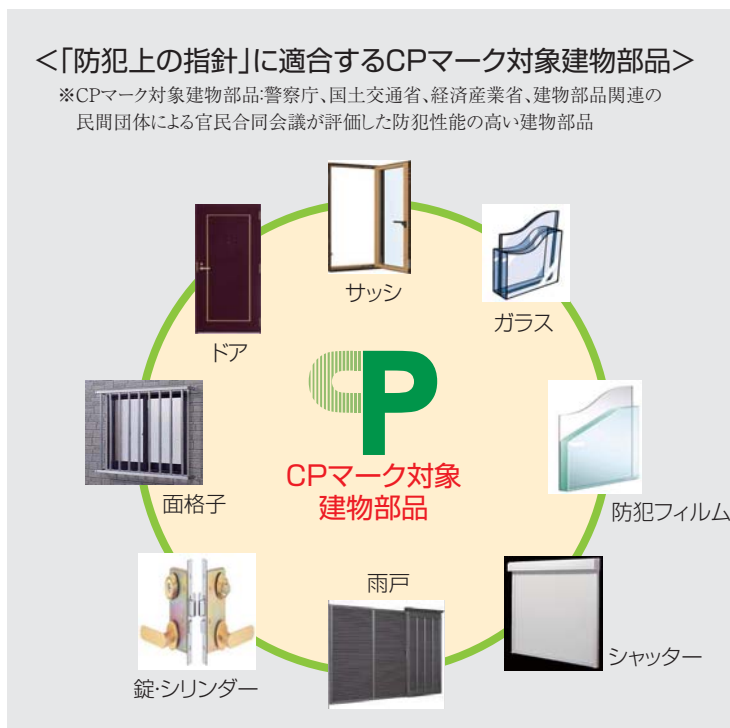 <「防犯上の指針」に適合するCPマーク対象建物部品>
※CPマーク対象建物部品:警察庁、国土交通省、経済産業省、建物部品関連の
民間団体による官民合同会議が評価した防犯性能の高い建物部品
サッシ
ドア
ガラス
CP
CPマーク対象
建物部品
面格子
防犯フィルム
雨戸
錠・シリンダー
シャッター